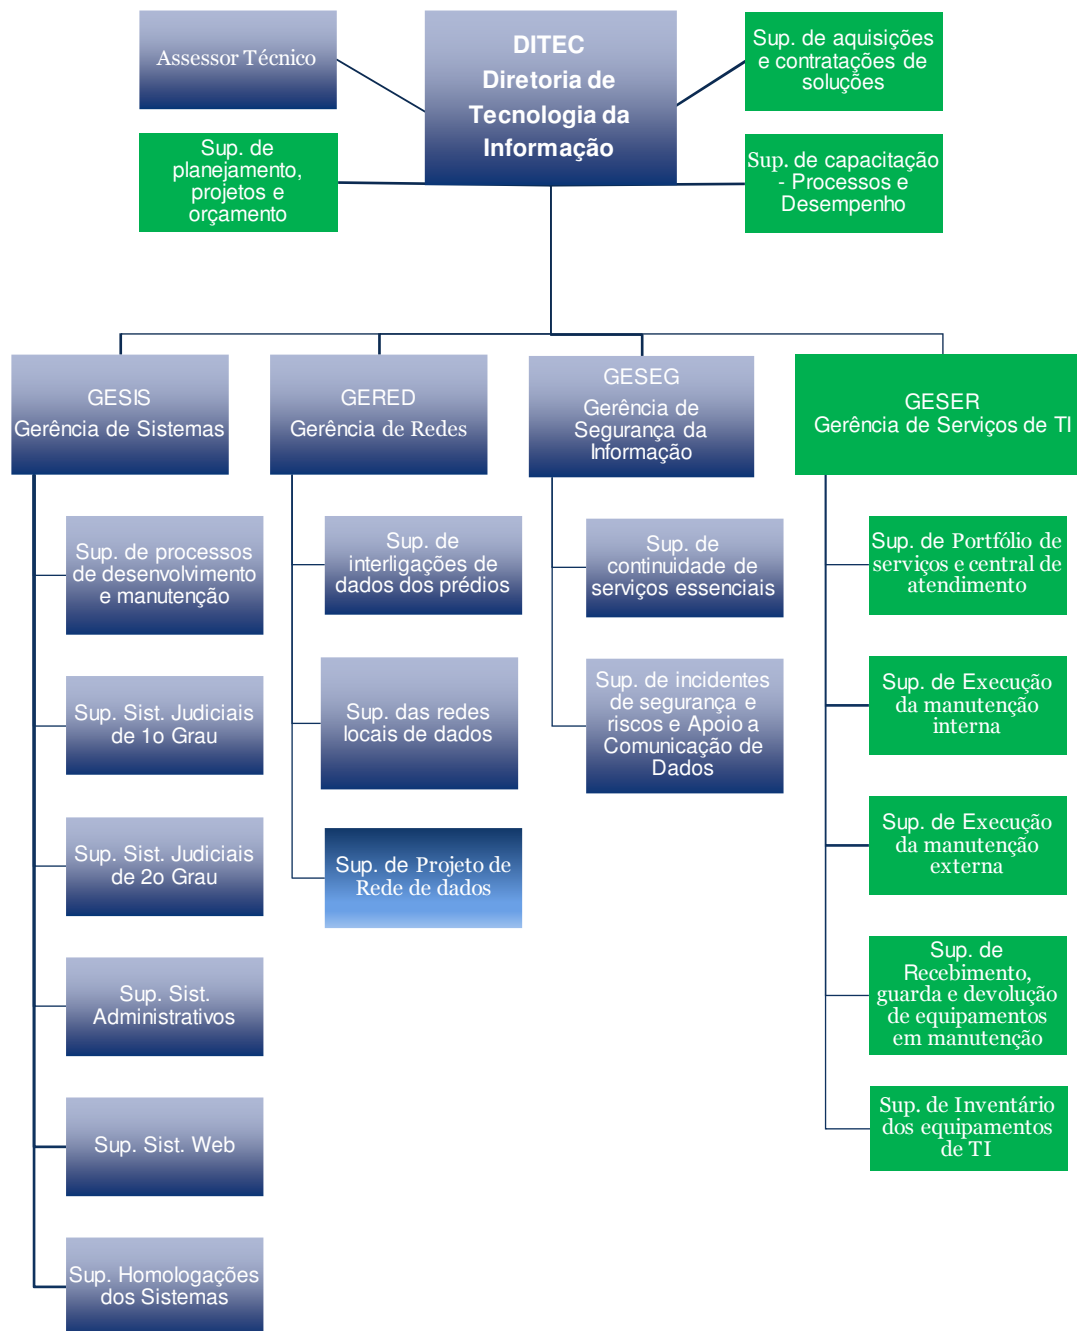 Assessor Técnico
DITEC
Diretoria de
Tecnologia da
Informação
Sup. de aquisições
e contratações de
soluções
Sup. de
planejamento,
projetos e
orçamento
Sup. de capacitação
- Processos e
Desempenho
GESIS
Gerência de Sistemas
GERED
Gerência de Redes
GESEG
Gerência de
Segurança da
Informação
GESER
Gerência de Serviços de TI
Sup. de processos
de desenvolvimento
e manutenção
Sup. Sist. Judiciais
de 1o Grau
Sup. Sist. Judiciais
de 2o Grau
Sup. Sist.
Administrativos
Sup. Sist. Web
Sup. Homologações
dos Sistemas
Sup. de
interligações de
dados dos prédios
Sup. das redes
locais de dados
Sup. de Projeto de
Rede de dados
Sup. de
continuidade de
serviços essenciais
Sup. de incidentes
de segurança e
riscos e Apoio a
Comunicação de
Dados
Sup. de Portfólio de
serviços e central de
atendimento
Sup. de Execução
da manutenção
interna
Sup. de Execução
da manutenção
externa
Sup. de
Recebimento,
guarda e devolução
de equipamentos
em manutenção
Sup. de Inventário
dos equipamentos
de TI